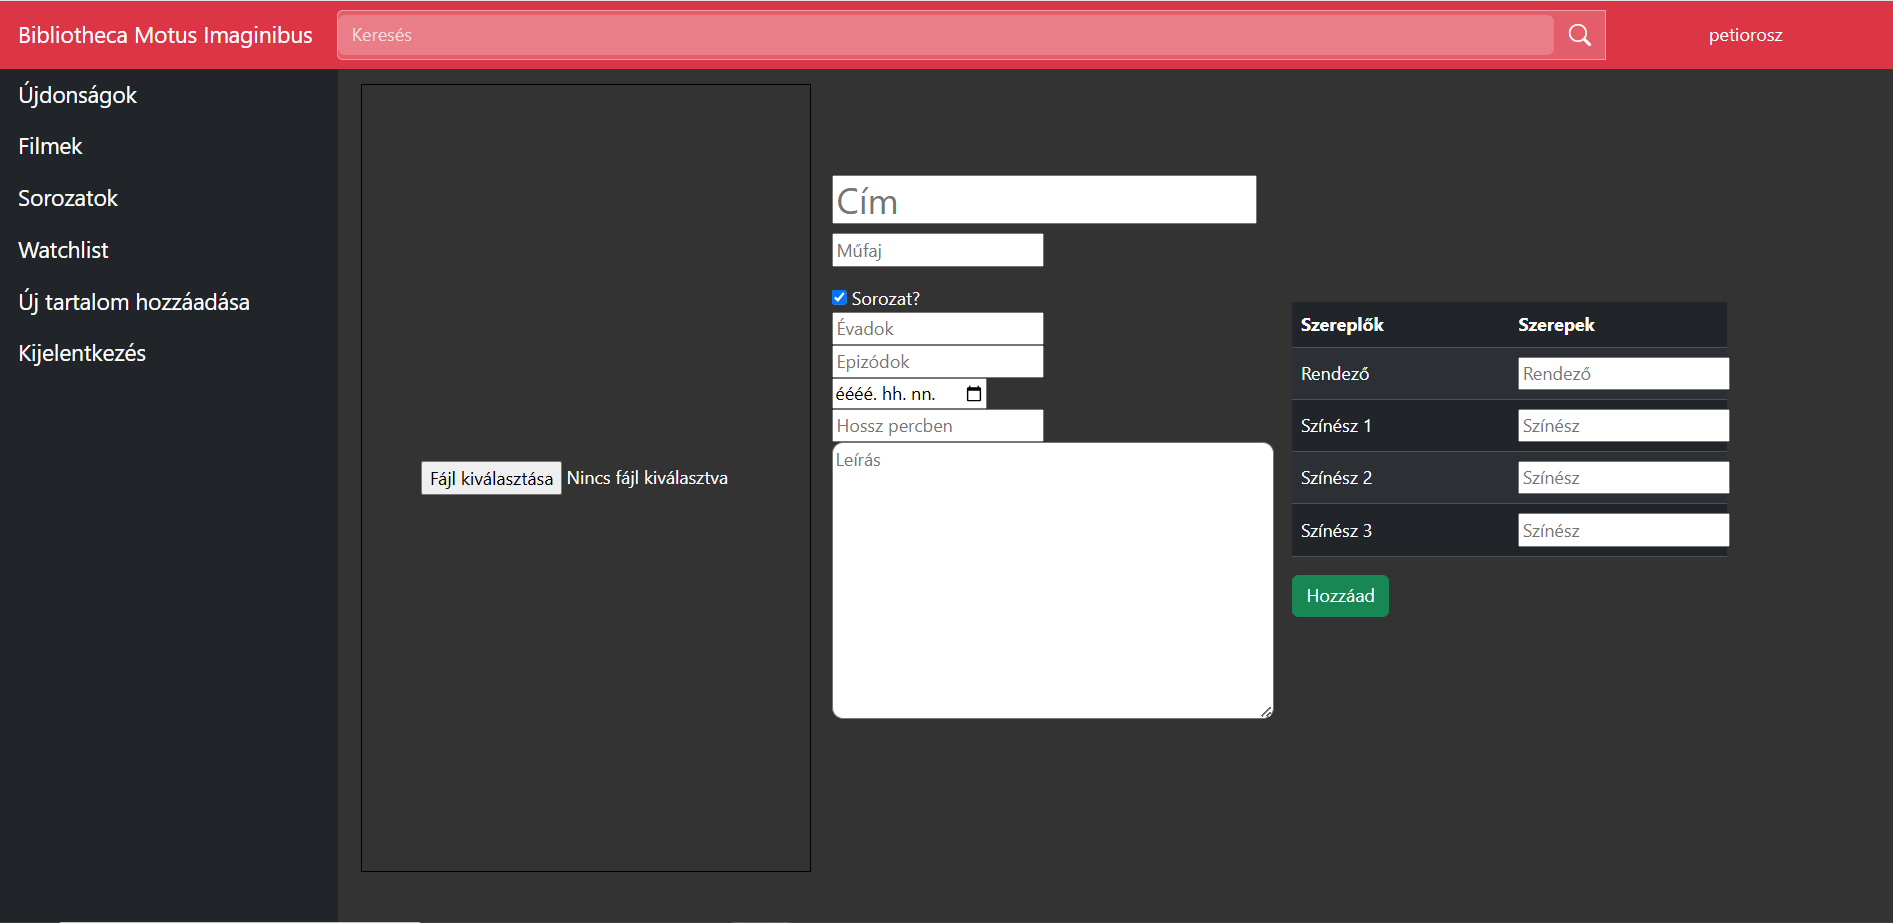 Bibliotheca Motus Imaginibus
Keresés
petiorosz
Újdonságok
Filmek
Sorozatok
Watchlist
Új tartalom hozzáadása
Kijelentkezés
Fájl kiválasztása Nincs fájl kiválasztva
Cím
Műfaj
Sorozat?
Évadok
Epizódok
éééé. hh. nn.
Hossz percben
Leírás
Szereplők Szerepek
Rendező Rendező
Színész 1 Színész
Színész 2 Színész
Színész 3 Színész
Hozzáad